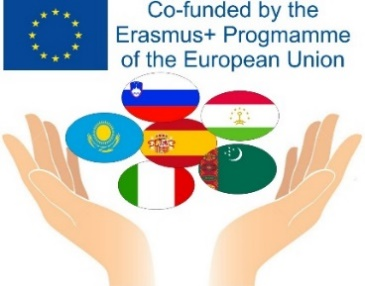 Co-funded by the
Erasmus+ Progmamme
of the European Union